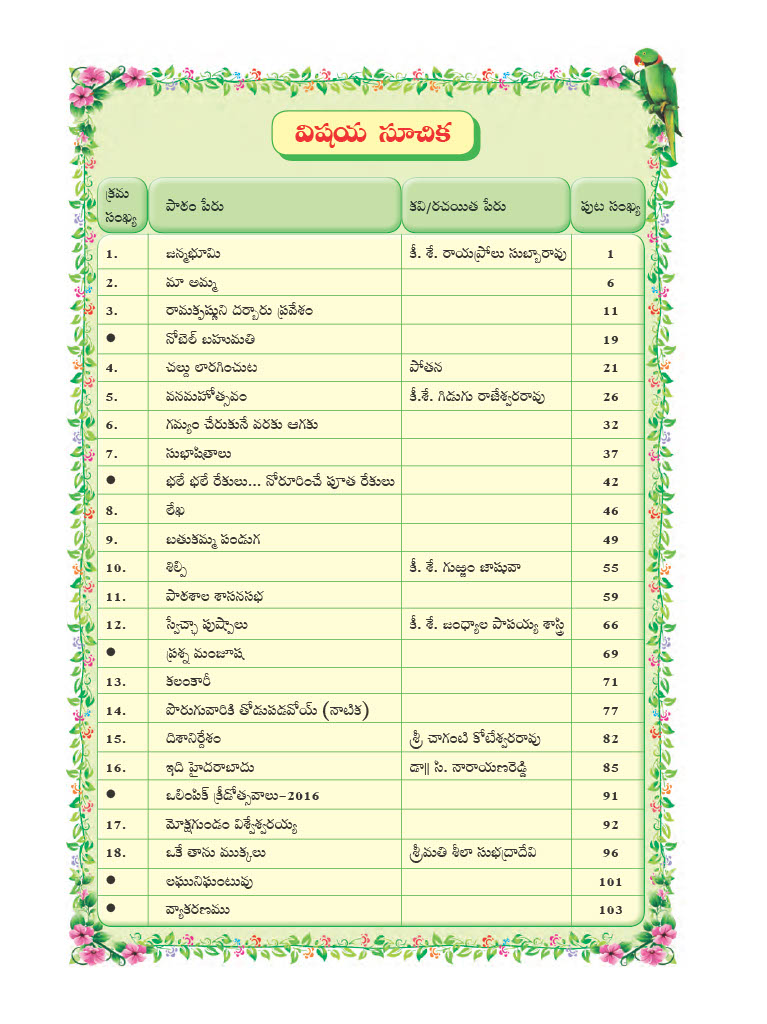 విషయ సూచిక
క్రమ సంఖ్య పాఠం పేరు కవి/రచయిత పేరు పుట సంఖ్య
1. జన్మభూమి కీ. శే. రాయప్రోలు సుబ్బారావు 1
2. మా అమ్మ 6
3. రామకృష్ణుని దర్బారు ప్రవేశం 11
● నోబెల్ బహుమతి 19
4. చల్దు లారగించుట పోతన 21
5. వనమహోత్సవం కీ.శే. గిడుగు రాజేశ్వరరావు 26
6. గమ్యం చేరుకునే వరకు ఆగకు 32
7. సుభాషితాలు 37
● భలే భలే రేకులు... నోరూరించే పూత రేకులు 42
8. లేఖ 46
9. బతుకమ్మ పండుగ 49
10. శిల్పి కీ. శే. గుఱ్ఱం జాషువా 55
11. పాఠశాల శాసనసభ 59
12. స్వేచ్ఛా పుష్పాలు కీ. శే. జంధ్యాల పాపయ్య శాస్త్రి 66
● ప్రశ్న మంజూష 69
13. కలంకారీ 71
14. పొరుగువారికి తోడుపడవోయ్ (నాటిక) 77
15. దిశానిర్దేశం శ్రీ చాగంటి కోటేశ్వరరావు 82
16. ఇది హైదరాబాదు డా|| సి. నారాయణరెడ్డి 85
● ఒలింపిక్ క్రీడోత్సవాలు-2016 91
17. మోక్షగుండం విశ్వేశ్వరయ్య 92
18. ఒకే తాను ముక్కలు శ్రీమతి శీలా సుభద్రాదేవి 96
● లఘునిఘంటువు 101
● వ్యాకరణము 103